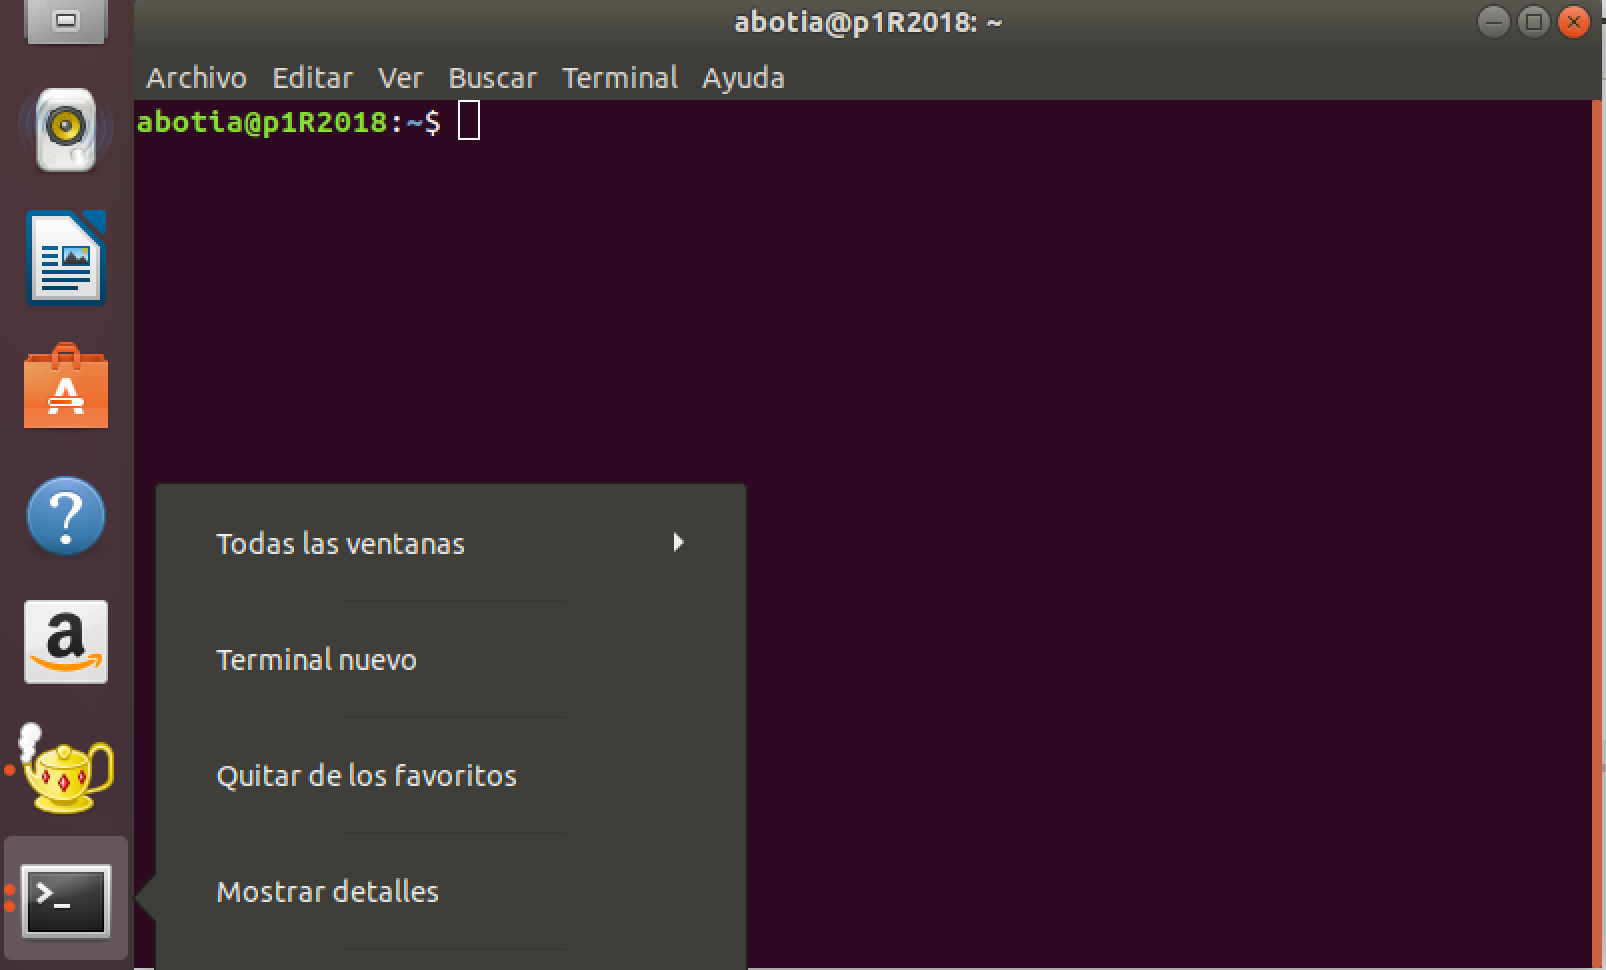 abotia@p1R2018: ~
Archivo Editar Ver Buscar Terminal Ayuda
abotia@p1R2018:~$
Todas las ventanas
Terminal nuevo
Quitar de los favoritos
Mostrar detalles